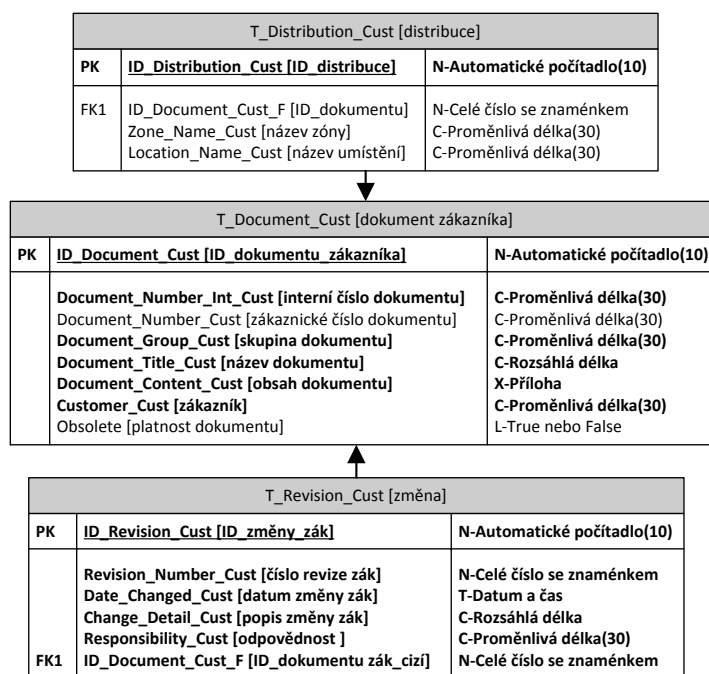 T_Distribution_Cust [distribuce]
PK ID_Distribution_Cust [ID_distribuce] N-Automatické počítadlo(10)
FK1 ID_Document_Cust_F [ID_dokumentu] N-Celé číslo se znaménkem
Zone_Name_Cust [název zóny] C-Proměnlivá délka(30)
Location_Name_Cust [název umístění] C-Proměnlivá délka(30)
T_Document_Cust [dokument zákazníka]
PK ID_Document_Cust [ID_dokumentu_zákazníka] N-Automatické počítadlo(10)
Document_Number_Int_Cust [interní číslo dokumentu] C-Proměnlivá délka(30)
Document_Number_Cust [zákaznické číslo dokumentu] C-Proměnlivá délka(30)
Document_Group_Cust [skupina dokumentu] C-Proměnlivá délka(30)
Document_Title_Cust [název dokumentu] C-Rozsáhlá délka
Document_Content_Cust [obsah dokumentu] X-Příloha
Customer_Cust [zákazník] C-Proměnlivá délka(30)
Obsolete [platnost dokumentu] L-True nebo False
T_Revision_Cust [změna]
PK ID_Revision_Cust [ID_změny_zák] N-Automatické počítadlo(10)
Revision_Number_Cust [číslo revize zák] N-Celé číslo se znaménkem
Date_Changed_Cust [datum změny zák] T-Datum a čas
Change_Detail_Cust [popis změny zák] C-Rozsáhlá délka
Responsibility_Cust [odpovědnost ] C-Proměnlivá délka(30)
FK1 ID_Document_Cust_F [ID_dokumentu zák_cizí] N-Celé číslo se znaménkem